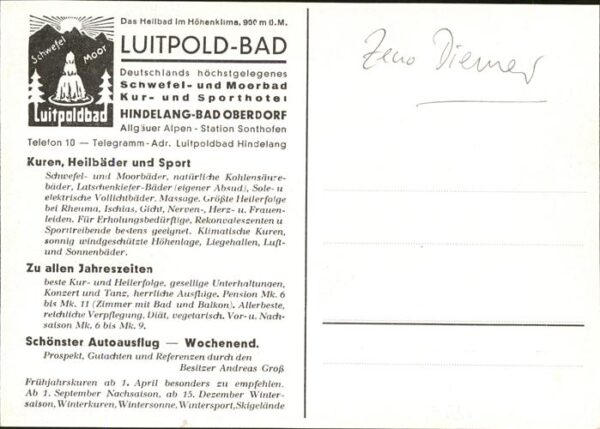 Das Heilbad im Höhenklima, 900 m ü.M.
LUITPOLD-BAD
Deutschlands höchstgelegenes
Schwefel- und Moorbad
Kur- und Sporthotel
HINDELANG-BAD OBERDORF
Allgäuer Alpen - Station Sonthofen
Schwefel Moor
Luitpoldbad
Telefon 10 — Telegramm-Adr. Luitpoldbad Hindelang
Kuren, Heilbäder und Sport
Schwefel- und Moorbäder, natürliche Kohlensäure-
bäder, Latschenkiefer-Bäder (eigener Absud), Sole- u
elektrische Vollichtbäder, Massage. Größte Heilerfolge
bei Rheuma, Ischias, Gicht, Nerven-, Herz- u. Frauen-
leiden. Für Erholungsbedürftige, Rekonvaleszenten u
Sporttreibende bestens geeignet. Klimatische Kuren,
sonnig windgeschützte Höhenlage, Liegehallen, Luft-
und Sonnenbäder.
Zu allen Jahreszeiten
beste Kur- und Heilerfolge, gesellige Unterhaltungen,
Konzert und Tanz, herrliche Ausflüge. Pension Mk. 6
bis Mk. 11 (Zimmer mit Bad und Balkon). Allerbeste,
reichliche Verpflegung, Diät, vegetarisch. Vor- u. Nach-
saison Mk. 6 bis Mk. 9.
Schönster Autoausflug — Wochenend.
Prospekt, Gutachten und Referenzen durch den
Besitzer Andreas Groß
Frühjahrskuren ab 1. April besonders zu empfehlen.
Ab 1. September Nachsaison, ab 15. Dezember Winter-
saison, Winterkuren, Wintersonne, Wintersport, Skigelände
Zeno Diemer